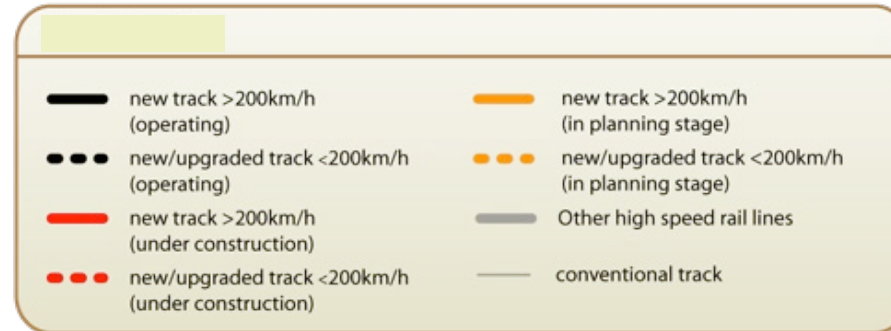 new track >200km/h
(operating)
new/upgraded track <200km/h
(operating)
new track >200km/h
(under construction)
new/upgraded track <200km/h
(under construction)
new track >200km/h
(in planning stage)
new/upgraded track <200km/h
(in planning stage)
Other high speed rail lines
conventional track